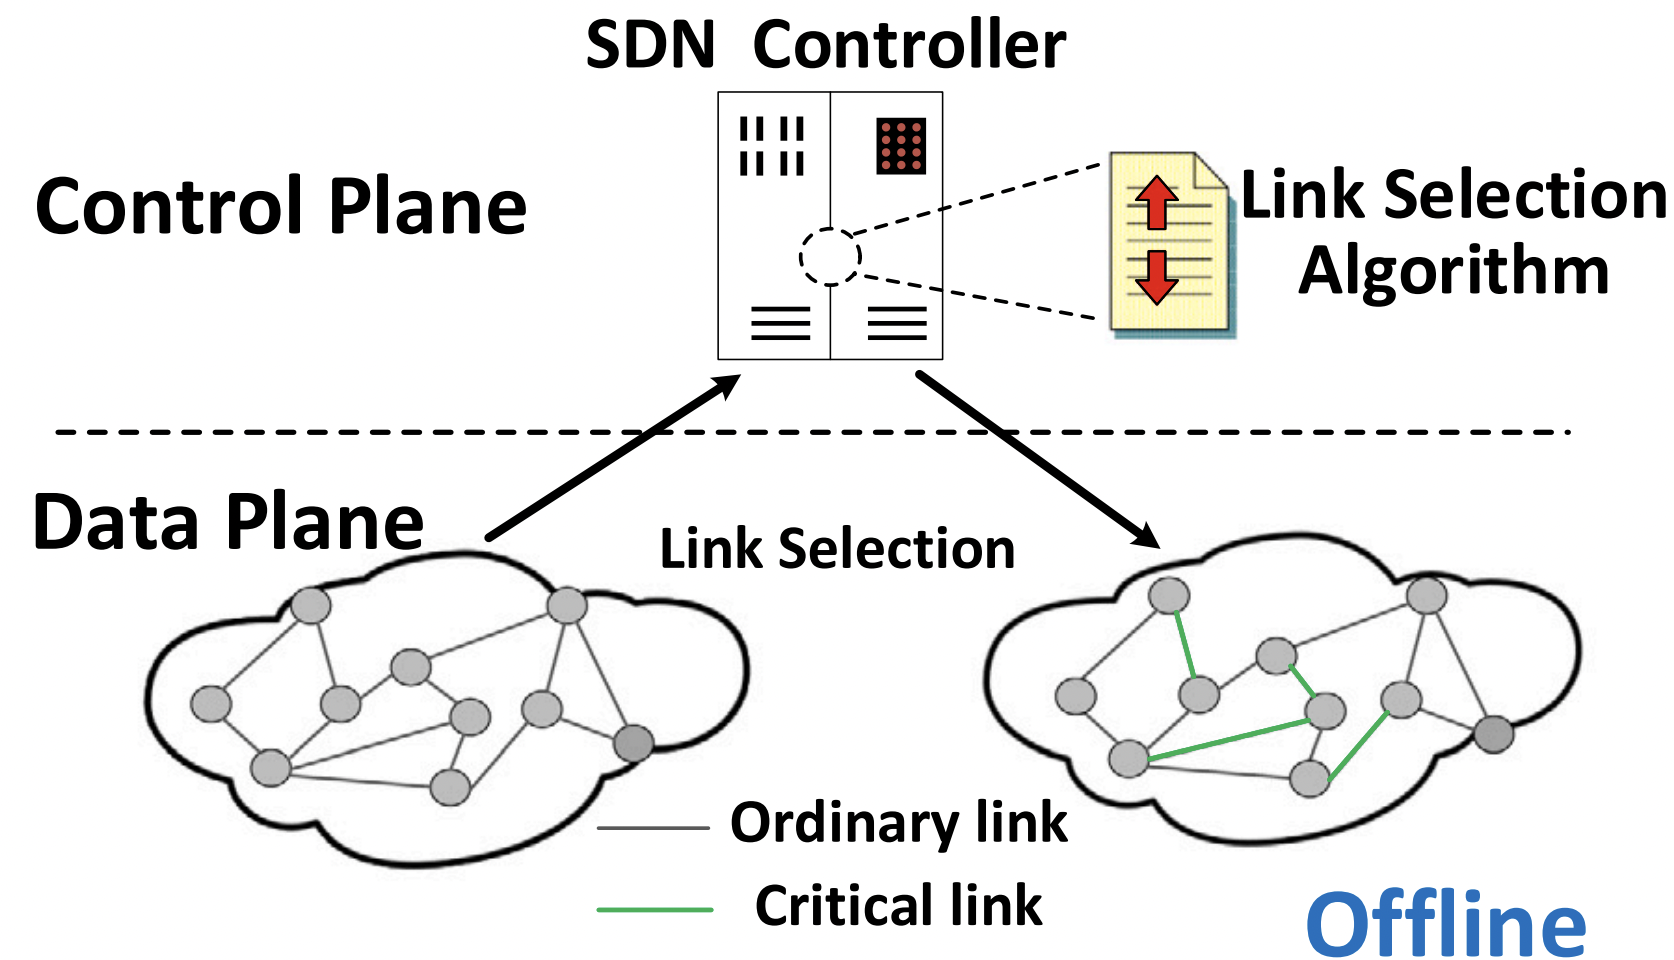 SDN Controller
Control Plane
Link Selection
Algorithm
Data Plane
Link Selection
Ordinary link
Critical link
Offline